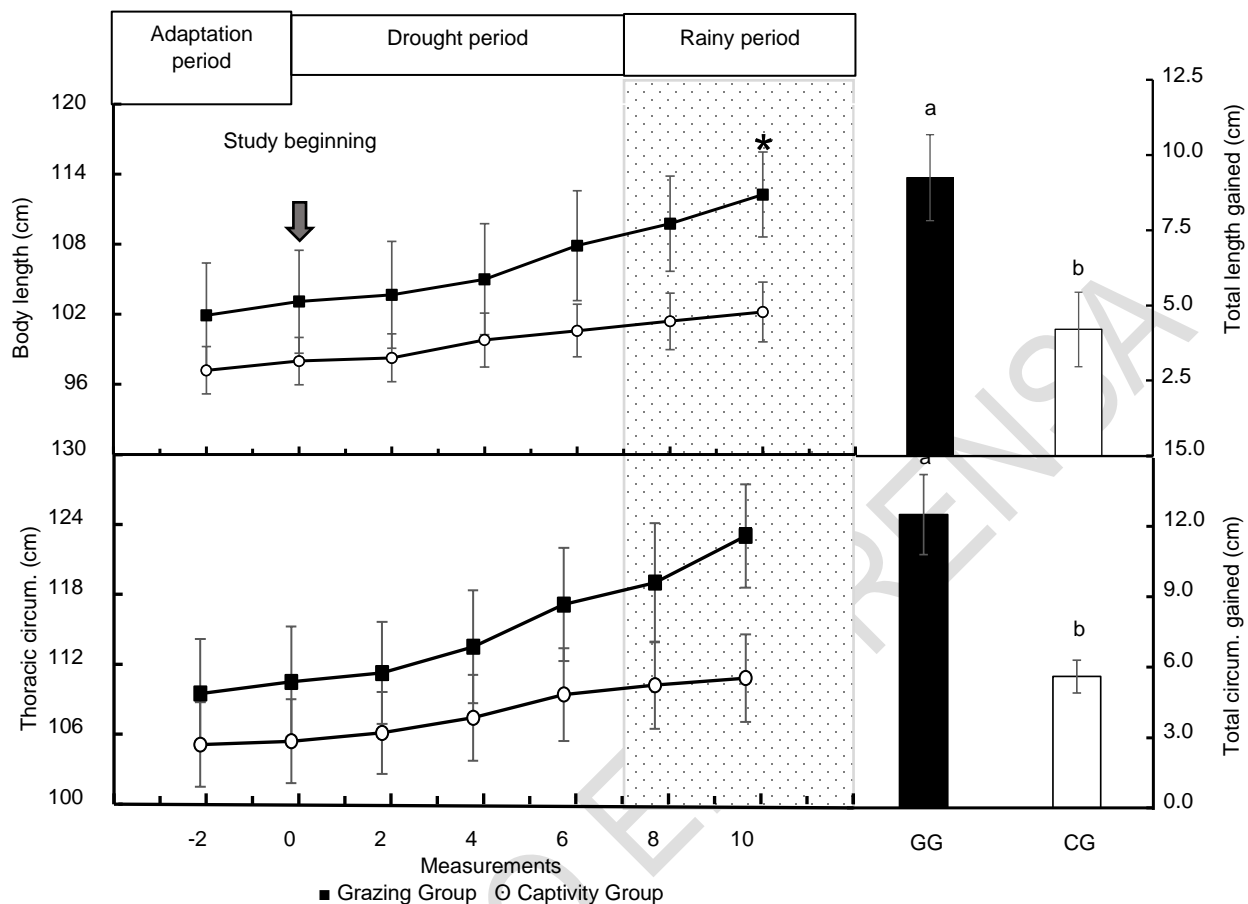 Adaptation
period
Drought period
Rainy period
Study beginning
*
Body length (cm)
120
114
108
102
96
130
a
b
12.5
10.0
7.5
5.0
2.5
15.0
Total length gained (cm)
Thoracic circum. (cm)
124
118
112
106
100
a
b
12.0
9.0
6.0
3.0
0.0
Total circum. gained (cm)
-2 0 2 4 6 8 10
GG CG
Measurements
Grazing Group Captivity Group
RENSA